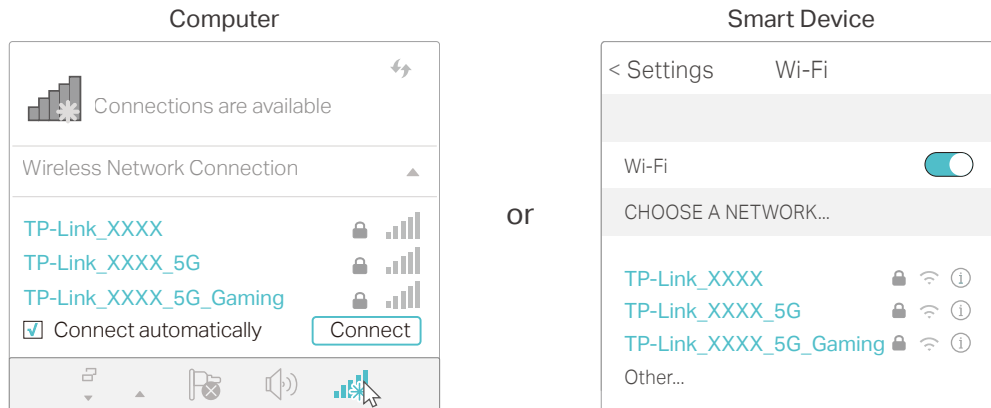 Computer
Connections are available
Wireless Network Connection
TP-Link_XXXX
TP-Link_XXXX_5G
TP-Link_XXXX_5G_Gaming
Connect automatically
Connect
or
Smart Device
< Settings Wi-Fi
Wi-Fi
CHOOSE A NETWORK...
TP-Link_XXXX
TP-Link_XXXX_5G
TP-Link_XXXX_5G_Gaming
Other...